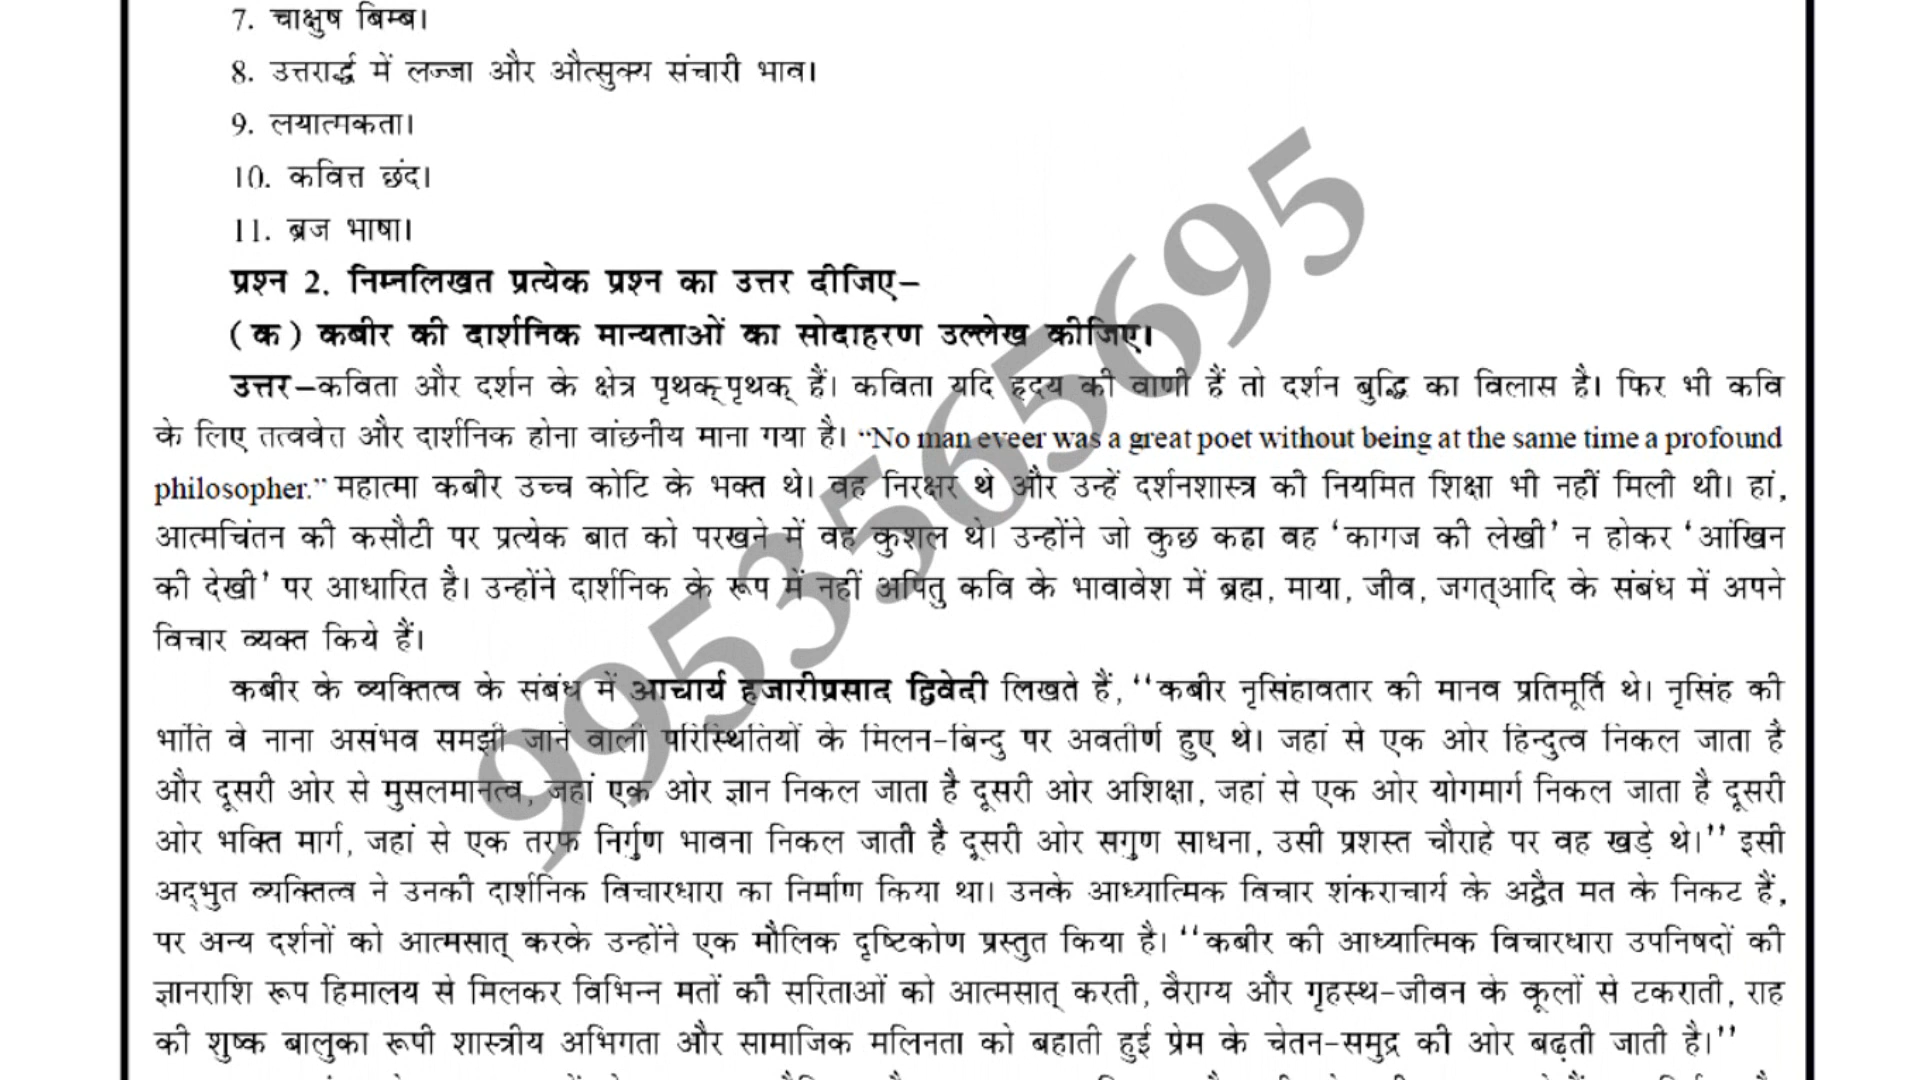 7. चाक्षुष बिम्ब।
8. उत्तरार्द्ध में लज्जा और औत्सुक्य संचारी भाव।
9. लयात्मकता।
10. कवित्त छंद।
11. ब्रज भाषा।
प्रश्न 2. निम्नलिखत प्रत्येक प्रश्न का उत्तर दीजिए–
(क) कबीर की दार्शनिक मान्यताओं का सोदाहरण उल्लेख कीजिए।
उत्तर–कविता और दर्शन के क्षेत्र पृथक्‌पृथक् हैं। कविता यदि हृदय की वाणी हैं तो दर्शन बुद्धि का विलास है। फिर भी कवि
के लिए तत्ववेत और दार्शनिक होना वांछनीय माना गया है। “No man eveer was a great poet without being at the same time a profound
philosopher.” महात्मा कबीर उच्च कोटि के भक्त थे। वह निरक्षर थे और उन्हें दर्शनशास्त्र की नियमित शिक्षा भी नहीं मिली थी। हां,
आत्मचिंतन की कसौटी पर प्रत्येक बात को परखने में वह कुशल थे। उन्होंने जो कुछ कहा वह ‘कागज की लेखी’ न होकर ‘आंखिन
की देखी’ पर आधारित है। उन्होंने दार्शनिक के रूप में नहीं अपितु कवि के भावावेश में ब्रह्म, माया, जीव, जगत्‌आदि के संबंध में अपने
विचार व्यक्त किये हैं।
कबीर के व्यक्तित्व के संबंध में आचार्य हजारीप्रसाद द्विवेदी लिखते हैं, ‘‘कबीर नृसिंहावतार की मानव प्रतिमूर्ति थे। नृसिंह की
भांति वे नाना असंभव समझी जाने वाली परिस्थितियों के मिलन-बिन्दु पर अवतीर्ण हुए थे। जहां से एक ओर हिन्दुत्व निकल जाता है
और दूसरी ओर से मुसलमानत्व, जहां एक ओर ज्ञान निकल जाता है दूसरी ओर अशिक्षा, जहां से एक ओर योगमार्ग निकल जाता है दूसरी
ओर भक्ति मार्ग, जहां से एक तरफ निर्गुण भावना निकल जाती है दूसरी ओर सगुण साधना, उसी प्रशस्त चौराहे पर वह खड़े थे।’’ इसी
अद्‌भुत व्यक्तित्व ने उनकी दार्शनिक विचारधारा का निर्माण किया था। उनके आध्यात्मिक विचार शंकराचार्य के अद्वैत मत के निकट हैं,
पर अन्य दर्शनों को आत्मसात् करके उन्होंने एक मौलिक दृष्टिकोण प्रस्तुत किया है। ‘‘कबीर की आध्यात्मिक विचारधारा उपनिषदों की
ज्ञानराशि रूप हिमालय से मिलकर विभिन्न मतों की सरिताओं को आत्मसात् करती, वैराग्य और गृहस्थ-जीवन के कूलों से टकराती, राह
की शुष्क बालुका रूपी शास्त्रीय अभिगता और सामाजिक मलिनता को बहाती हुई प्रेम के चेतन-समुद्र की ओर बढ़ती जाती है।’’
9953565695